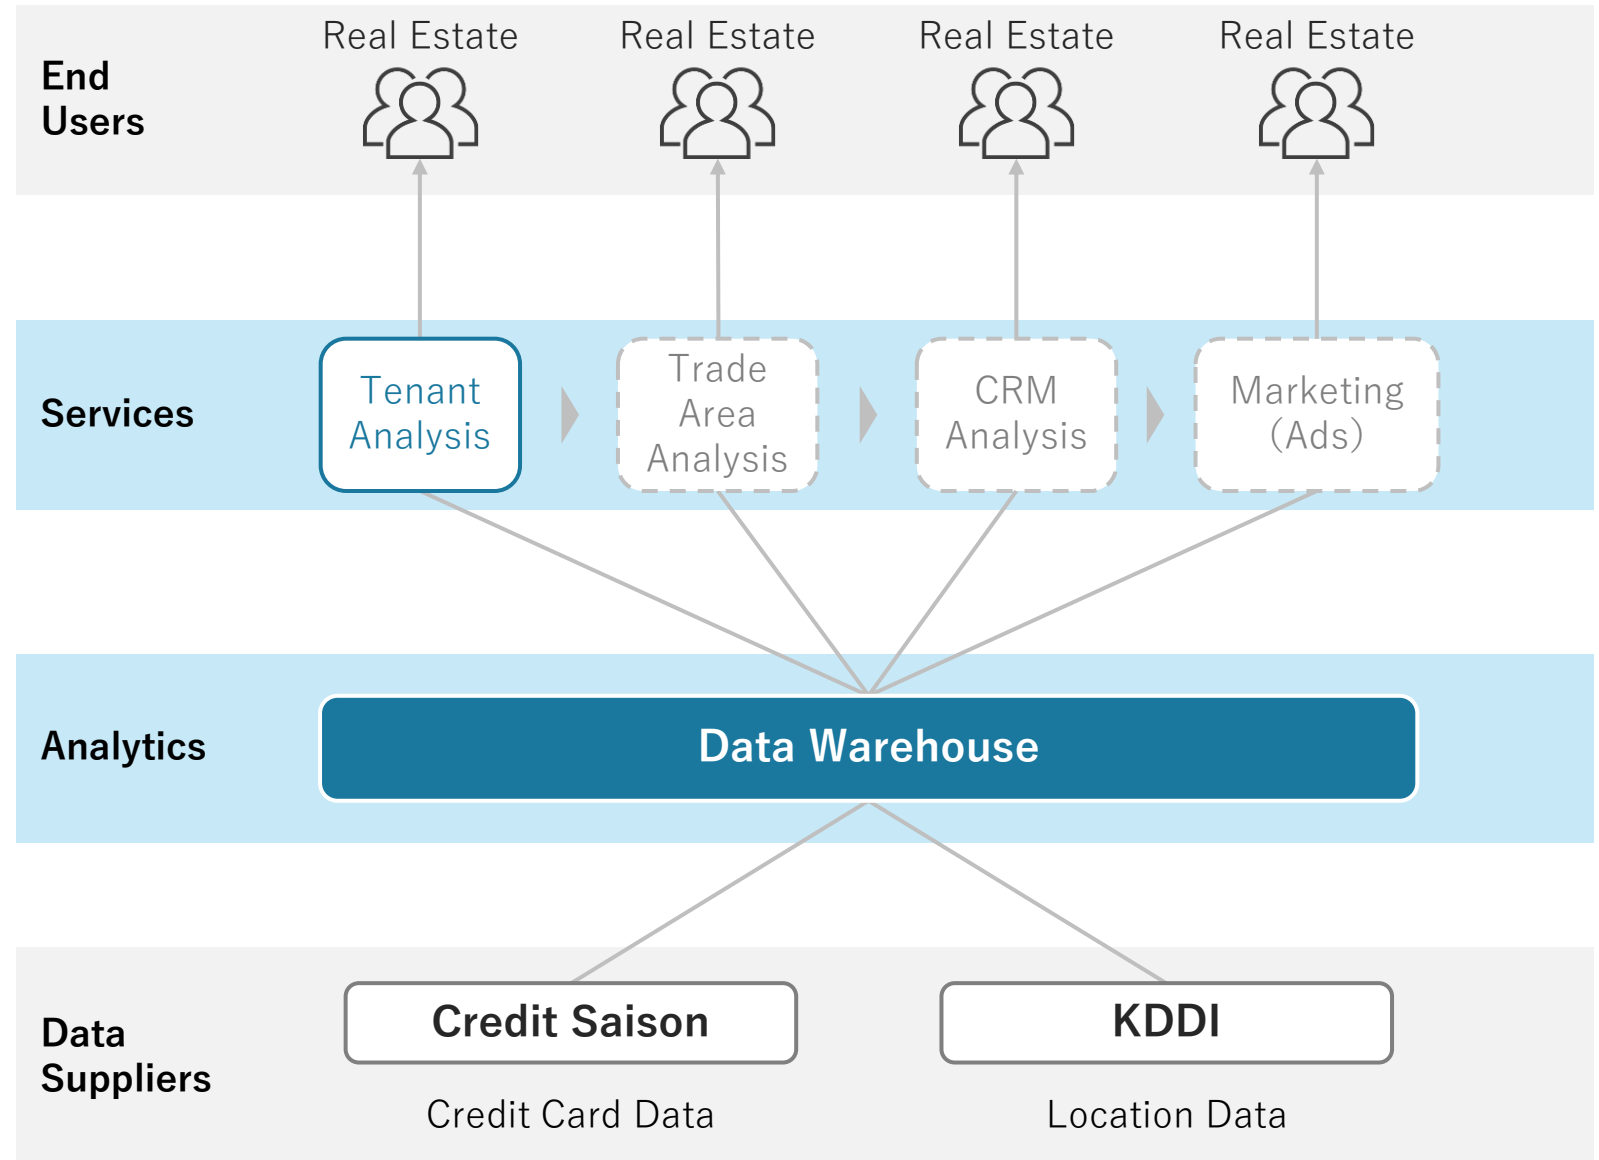 Real Estate
Real Estate
Real Estate
Real Estate
End
Users
Services
Tenant
Analysis
Trade
Area
Analysis
CRM
Analysis
Marketing
(Ads)
Analytics
Data Warehouse
Data
Suppliers
Credit Saison
KDDI
Credit Card Data
Location Data